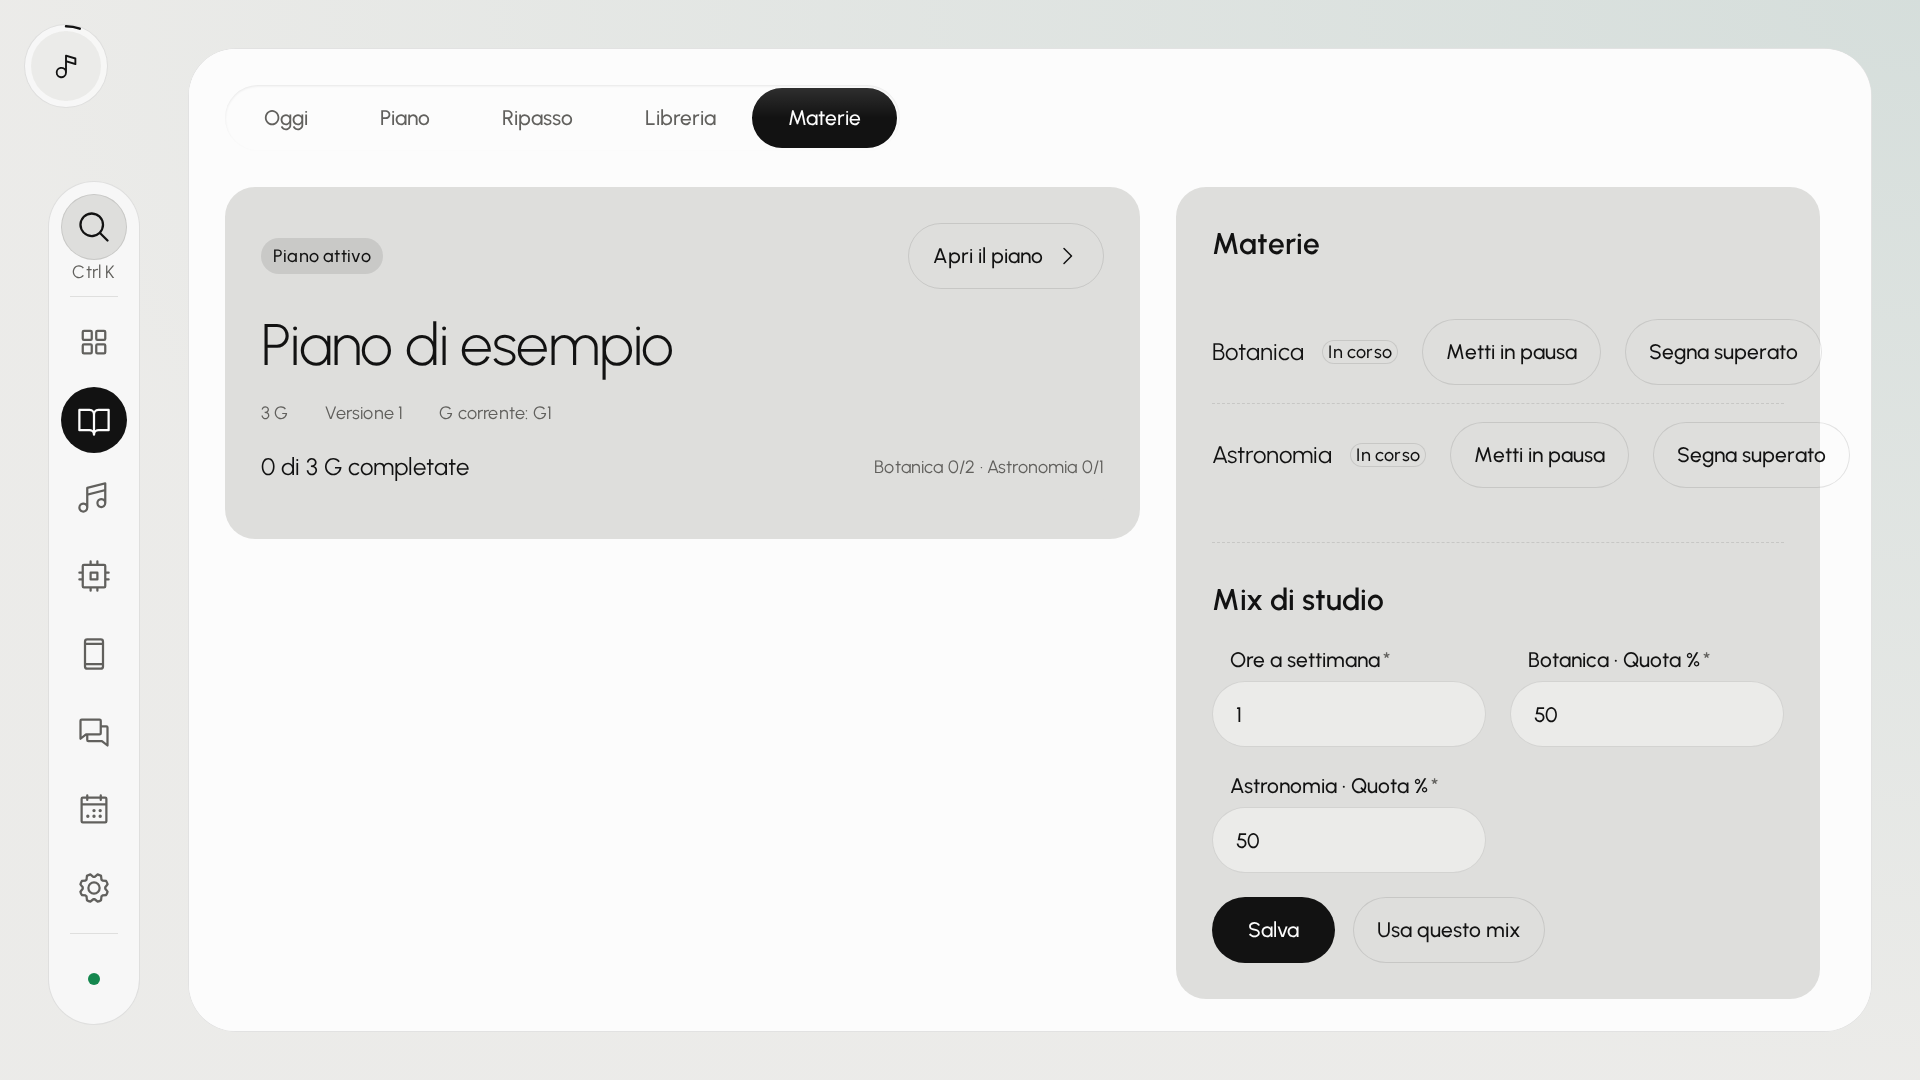 Oggi Piano Ripasso Libreria Materie
Ctrl K
Piano attivo
Apri il piano
Piano di esempio
3 G Versione 1 G corrente: G1
0 di 3 G completate
Botanica 0/2 · Astronomia 0/1
Materie
Botanica In corso Metti in pausa Segna superato
Astronomia In corso Metti in pausa Segna superato
Mix di studio
Ore a settimana* Botanica · Quota %*
1 50
Astronomia · Quota %*
50
Salva Usa questo mix